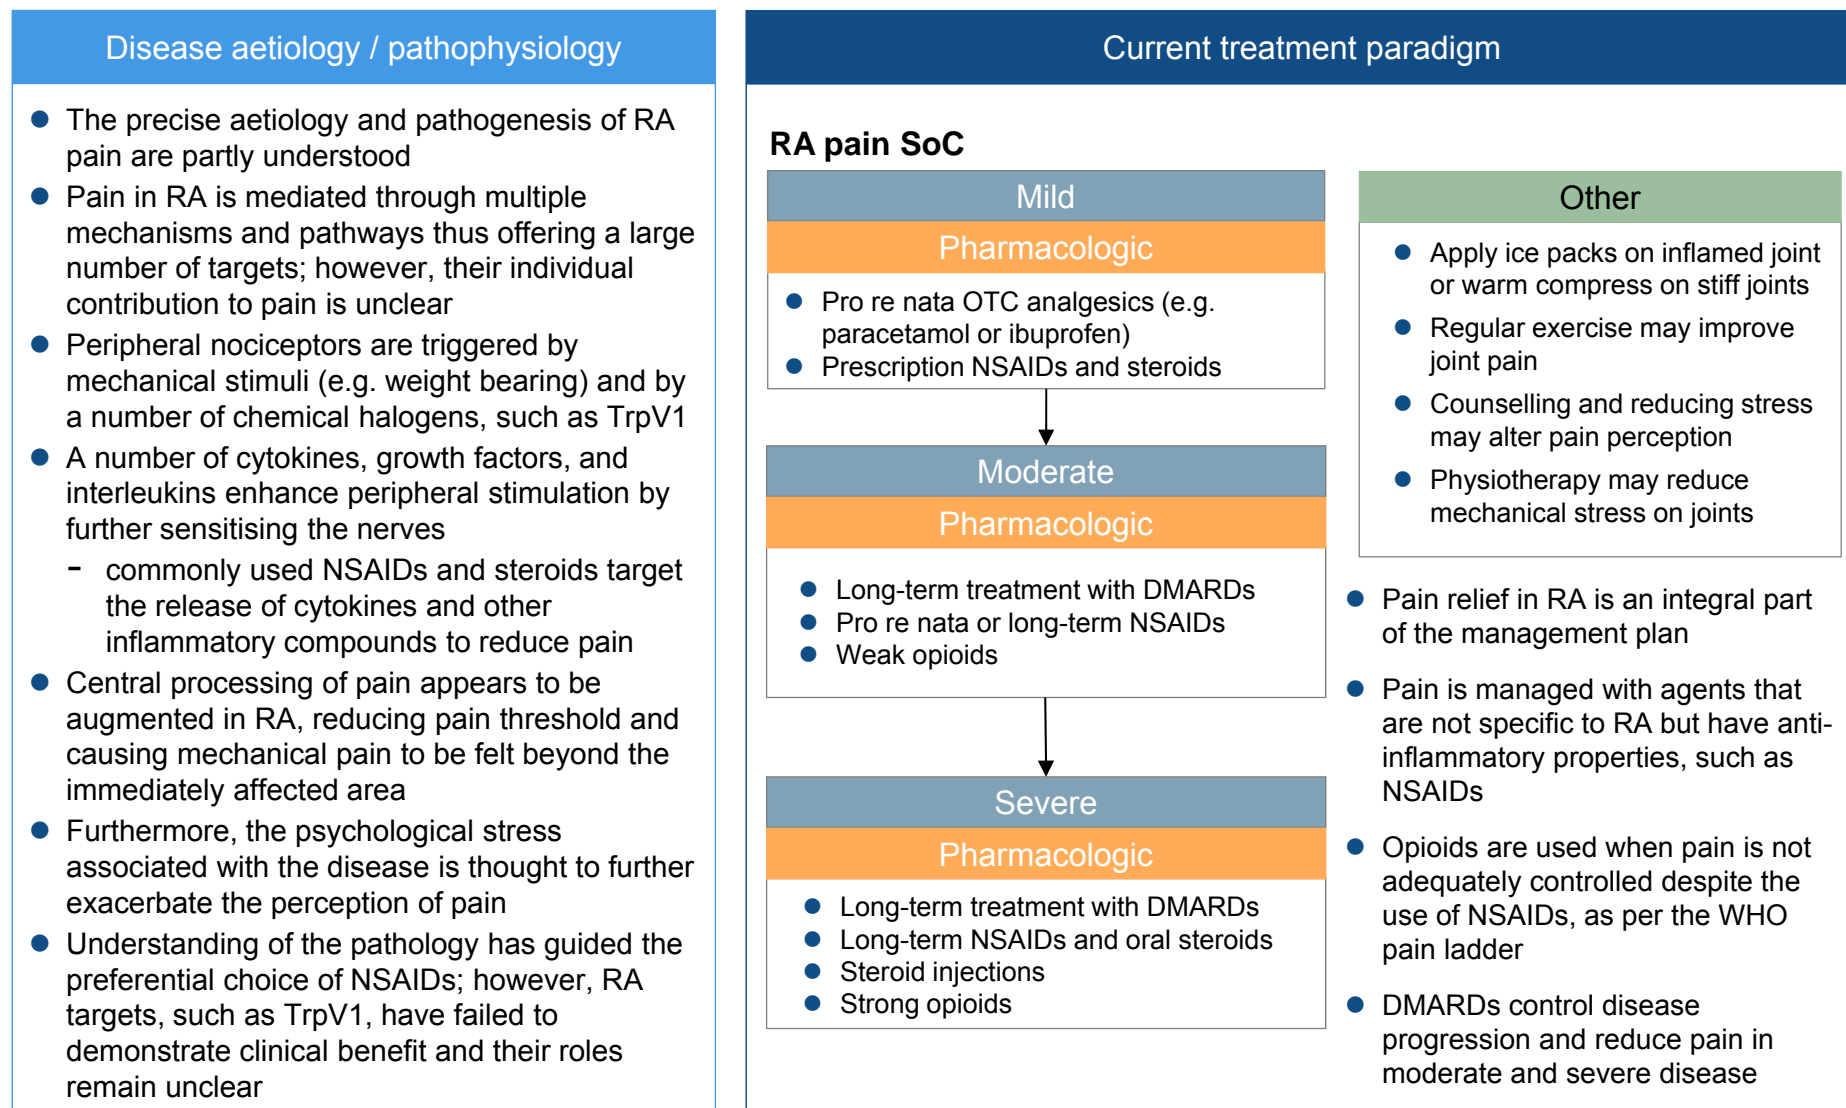 Disease aetiology / pathophysiology
● The precise aetiology and pathogenesis of RA
pain are partly understood
● Pain in RA is mediated through multiple
mechanisms and pathways thus offering a large
number of targets; however, their individual
contribution to pain is unclear
● Peripheral nociceptors are triggered by
mechanical stimuli (e.g. weight bearing) and by
a number of chemical halogens, such as TrpV1
● A number of cytokines, growth factors, and
interleukins enhance peripheral stimulation by
further sensitising the nerves
- commonly used NSAIDs and steroids target
the release of cytokines and other
inflammatory compounds to reduce pain
● Central processing of pain appears to be
augmented in RA, reducing pain threshold and
causing mechanical pain to be felt beyond the
immediately affected area
● Furthermore, the psychological stress
associated with the disease is thought to further
exacerbate the perception of pain
● Understanding of the pathology has guided the
preferential choice of NSAIDs; however, RA
targets, such as TrpV1, have failed to
demonstrate clinical benefit and their roles
remain unclear
Current treatment paradigm
RA pain SoC
Mild
Pharmacologic
● Pro re nata OTC analgesics (e.g.
paracetamol or ibuprofen)
● Prescription NSAIDs and steroids
Moderate
Pharmacologic
● Long-term treatment with DMARDs
● Pro re nata or long-term NSAIDs
● Weak opioids
Severe
Pharmacologic
● Long-term treatment with DMARDs
● Long-term NSAIDs and oral steroids
● Steroid injections
● Strong opioids
Other
● Apply ice packs on inflamed joint
or warm compress on stiff joints
● Regular exercise may improve
joint pain
● Counselling and reducing stress
may alter pain perception
● Physiotherapy may reduce
mechanical stress on joints
● Pain relief in RA is an integral part
of the management plan
● Pain is managed with agents that
are not specific to RA but have anti-
inflammatory properties, such as
NSAIDs
● Opioids are used when pain is not
adequately controlled despite the
use of NSAIDs, as per the WHO
pain ladder
● DMARDs control disease
progression and reduce pain in
moderate and severe disease